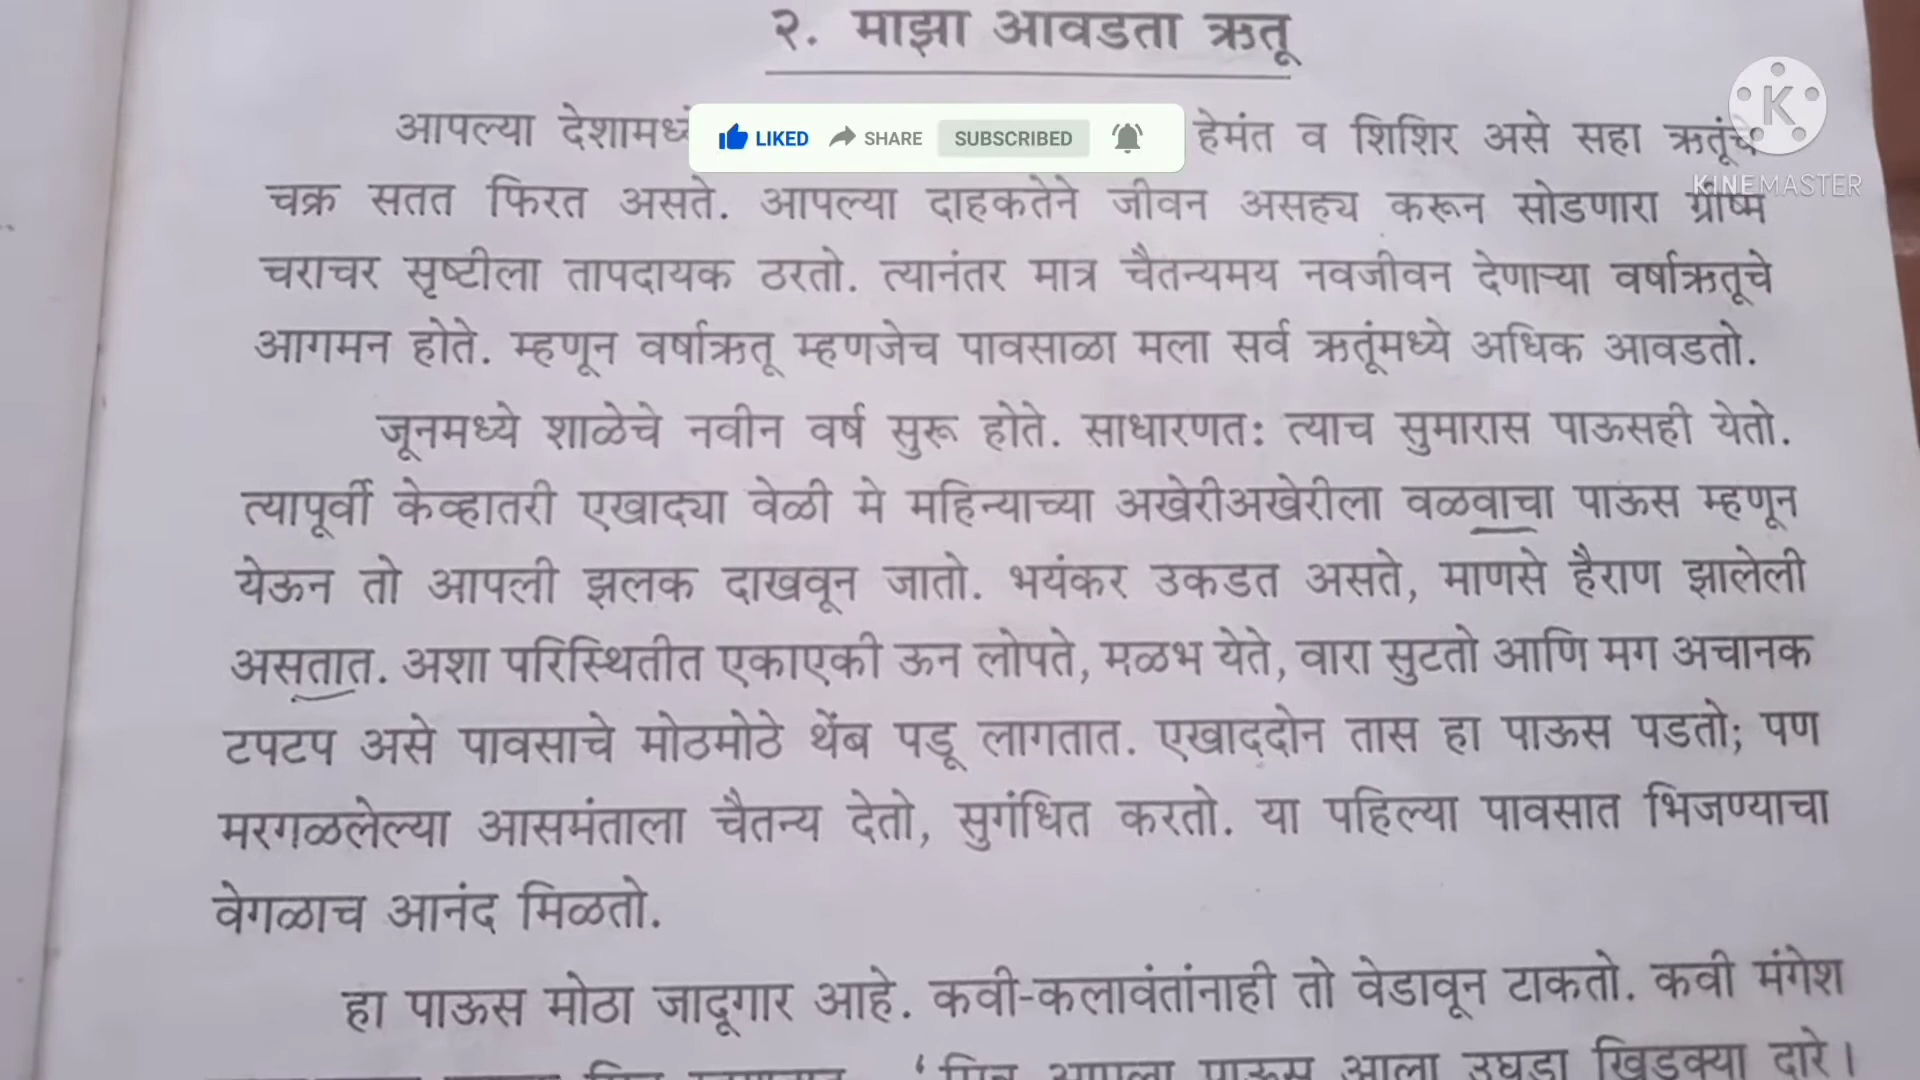 २. माझा आवडता ऋतू
आपल्या देशामध्ये LIKED SHARE SUBSCRIBED हेमंत व शिशिर असे सहा ऋतूंचे
KINEMASTER
चक्र सतत फिरत असते. आपल्या दाहकतेने जीवन असह्य करून सोडणारा ग्रीष्म
चराचर सृष्टीला तापदायक ठरतो. त्यानंतर मात्र चैतन्यमय नवजीवन देणाऱ्या वर्षाऋतूचे
आगमन होते. म्हणून वर्षाऋतू म्हणजेच पावसाळा मला सर्व ऋतूंमध्ये अधिक आवडतो.
जूनमध्ये शाळेचे नवीन वर्ष सुरू होते. साधारणतः त्याच सुमारास पाऊसही येतो.
त्यापूर्वी केव्हातरी एखाद्या वेळी मे महिन्याच्या अखेरीअखेरीला वळवाचा पाऊस म्हणून
येऊन तो आपली झलक दाखवून जातो. भयंकर उकडत असते, माणसे हैराण झालेली
असतात. अशा परिस्थितीत एकाएकी ऊन लोपते, मळभ येते, वारा सुटतो आणि मग अचानक
टपटप असे पावसाचे मोठमोठे थेंब पडू लागतात. एखाददोन तास हा पाऊस पडतो; पण
मरगळलेल्या आसमंताला चैतन्य देतो, सुगंधित करतो. या पहिल्या पावसात भिजण्याचा
वेगळाच आनंद मिळतो.
हा पाऊस मोठा जादूगार आहे. कवी-कलावंतांनाही तो वेडावून टाकतो. कवी मंगेश
पाऊस आला उघडा खिडक्या दारे।